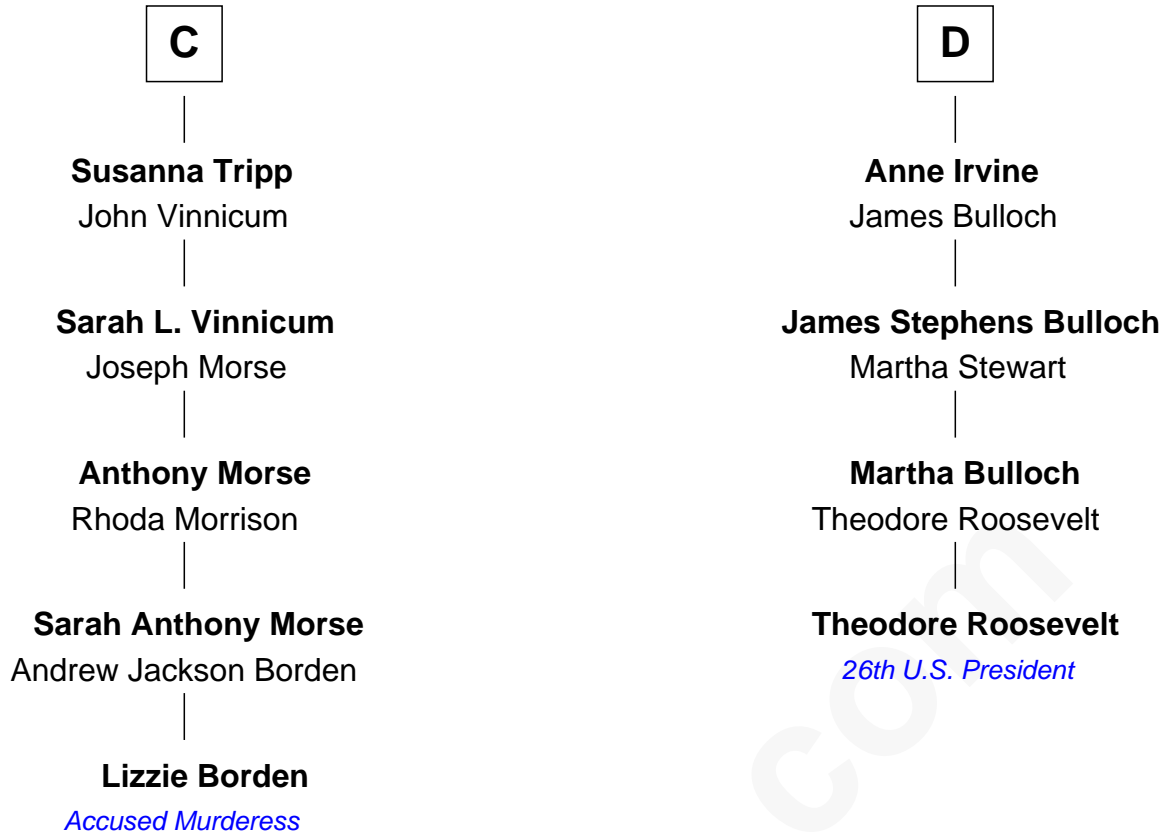 C
Susanna Tripp
John Vinnicum
Sarah L. Vinnicum
Joseph Morse
Anthony Morse
Rhoda Morrison
Sarah Anthony Morse
Andrew Jackson Borden
Lizzie Borden
Accused Murderess
D
Anne Irvine
James Bulloch
James Stephens Bulloch
Martha Stewart
Martha Bulloch
Theodore Roosevelt
Theodore Roosevelt
26th U.S. President
com